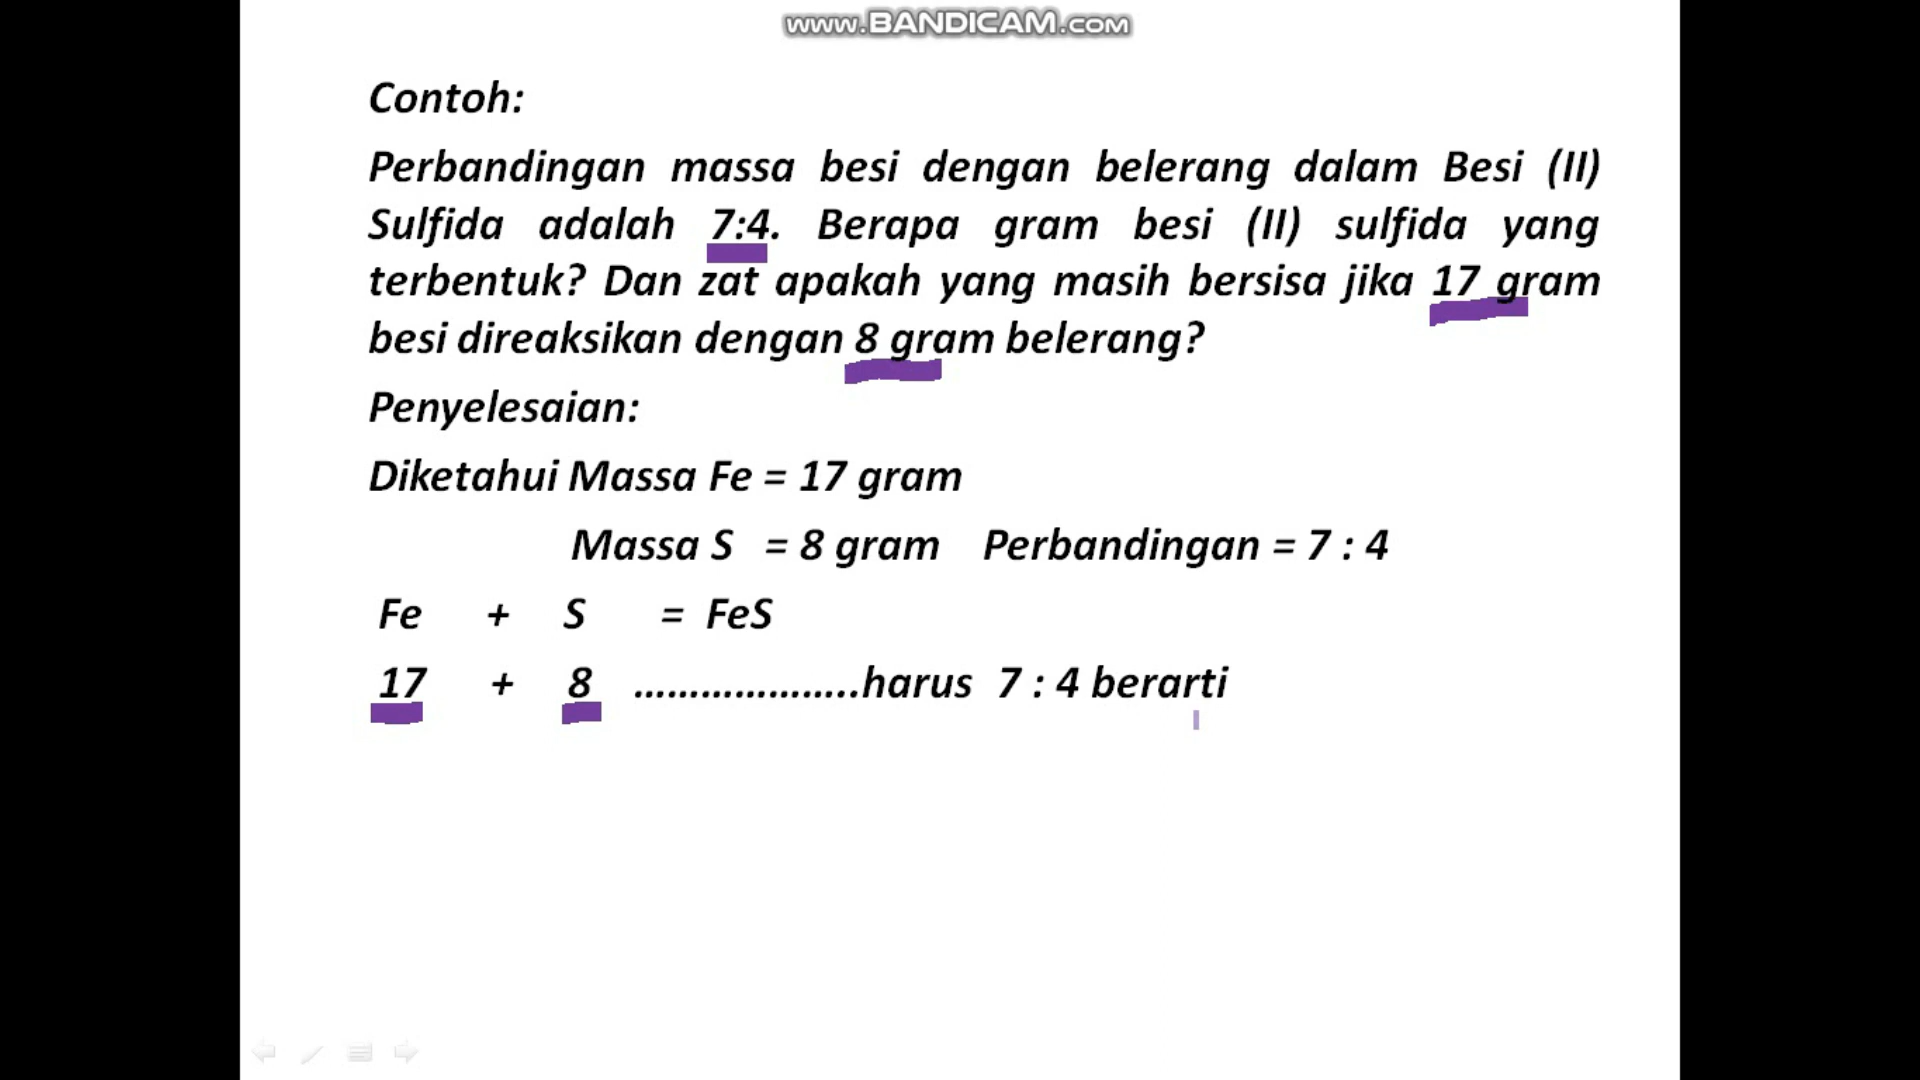 www.BANDICAM.com
Contoh:
Perbandingan massa besi dengan belerang dalam Besi (II)
Sulfida adalah 7:4. Berapa gram besi (II) sulfida yang
terbentuk? Dan zat apakah yang masih bersisa jika 17 gram
besi direaksikan dengan 8 gram belerang?
Penyelesaian:
Diketahui Massa Fe = 17 gram
Massa S = 8 gram Perbandingan = 7 : 4
Fe + S = FeS
17 + 8 ………………..harus 7 : 4 berarti